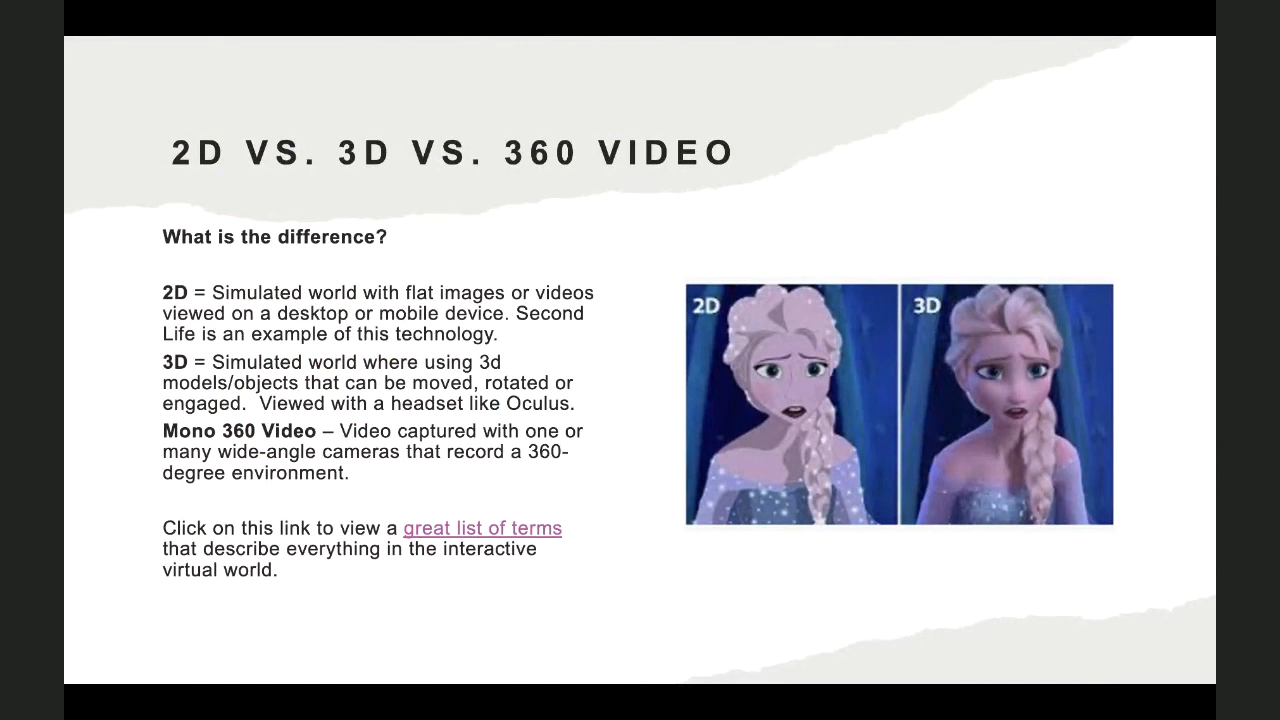 2D VS. 3D VS. 360 VIDEO
What is the difference?
2D = Simulated world with flat images or videos
viewed on a desktop or mobile device. Second
Life is an example of this technology.
3D = Simulated world where using 3d
models/objects that can be moved, rotated or
engaged.  Viewed with a headset like Oculus.
Mono 360 Video – Video captured with one or
many wide-angle cameras that record a 360-
degree environment.
Click on this link to view a great list of terms
that describe everything in the interactive
virtual world.
2D
3D